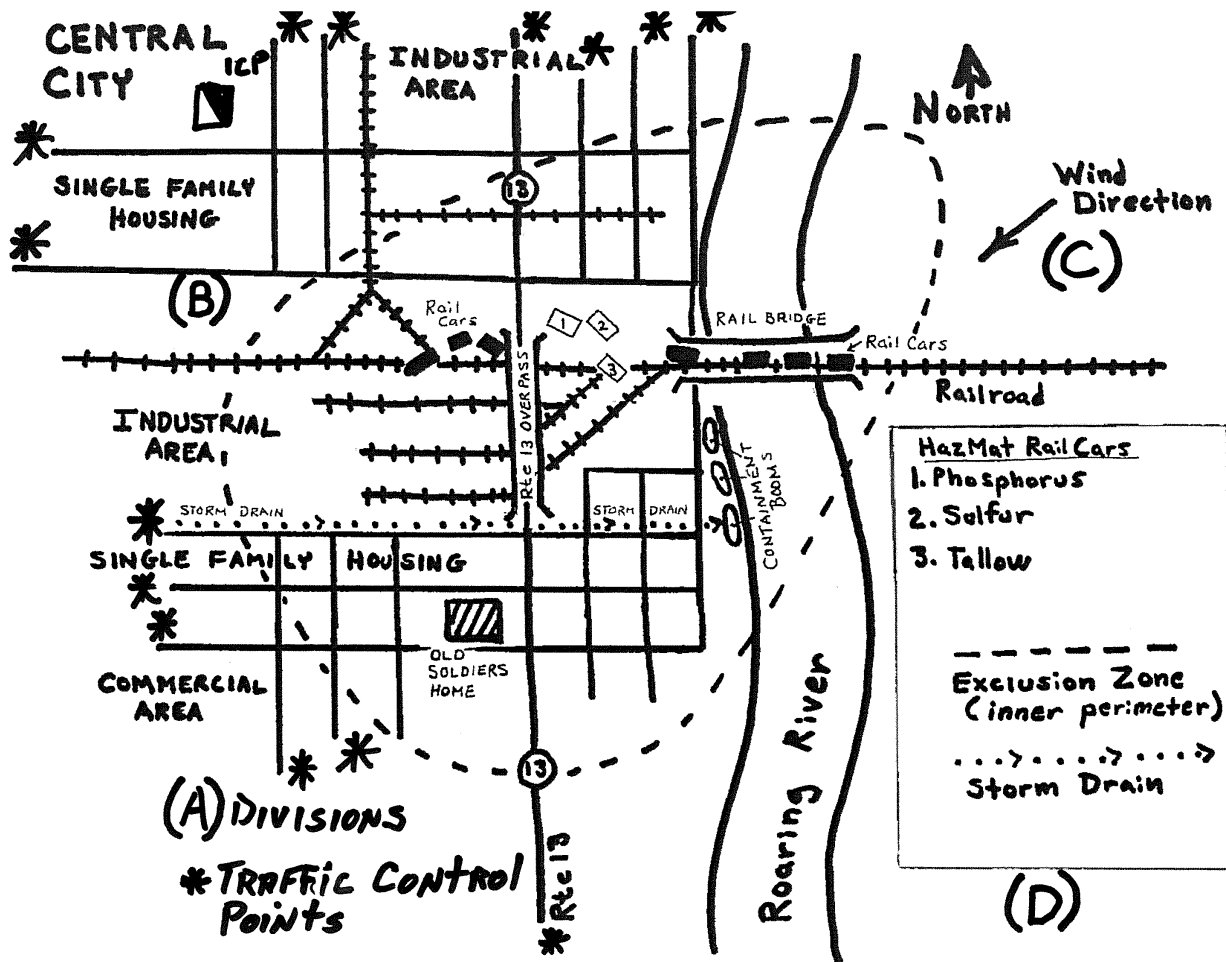 CENTRAL
CITY
ICP
INDUSTRIAL
AREA
NORTH
Wind
Direction
(C)
13
SINGLE FAMILY
HOUSING
(B)
Rail
Cars
1
2
3
RAIL BRIDGE
Rail Cars
Railroad
Rte 13 OVERPASS
INDUSTRIAL
AREA
STORM DRAIN
STORM DRAIN
CONTAINMENT
BOOMS
SINGLE FAMILY HOUSING
OLD
SOLDIERS
HOME
COMMERCIAL
AREA
13
Rte 13
Roaring River
(A) DIVISIONS
* TRAFFIC CONTROL
POINTS
HazMat Rail Cars
1. Phosphorus
2. Sulfur
3. Tallow
Exclusion Zone
(inner perimeter)
Storm Drain
(D)